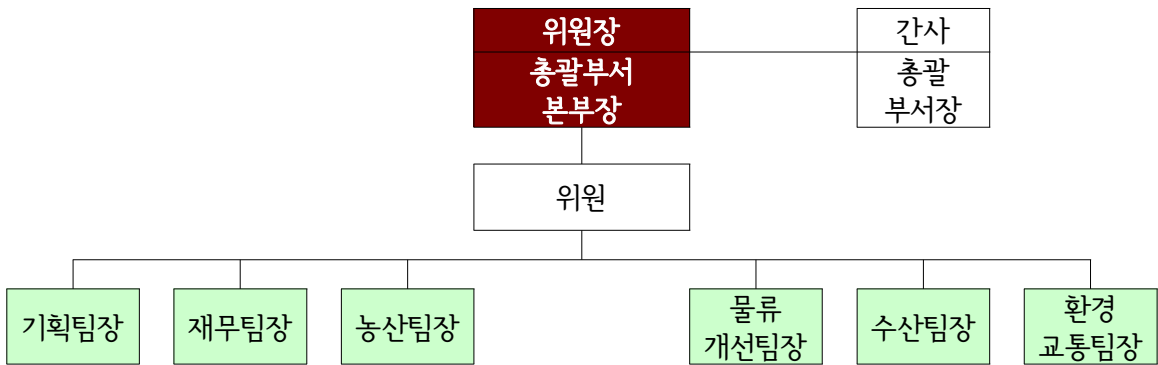 위원장
총괄부서
본부장
간사
총괄
부서장
위원
기획팀장
재무팀장
농산팀장
물류
개선팀장
수산팀장
환경
교통팀장